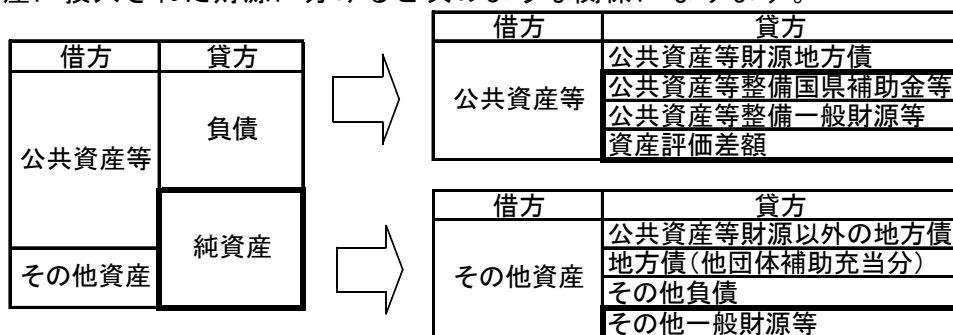 借方 貸方
公共資産等 負債
その他資産 純資産
借方 貸方
公共資産等 公共資産等財源地方債
公共資産等整備国県補助金等
公共資産等整備一般財源等
資産評価差額
借方 貸方
その他資産 公共資産等財源以外の地方債
地方債(他団体補助充当分)
その他負債
その他一般財源等